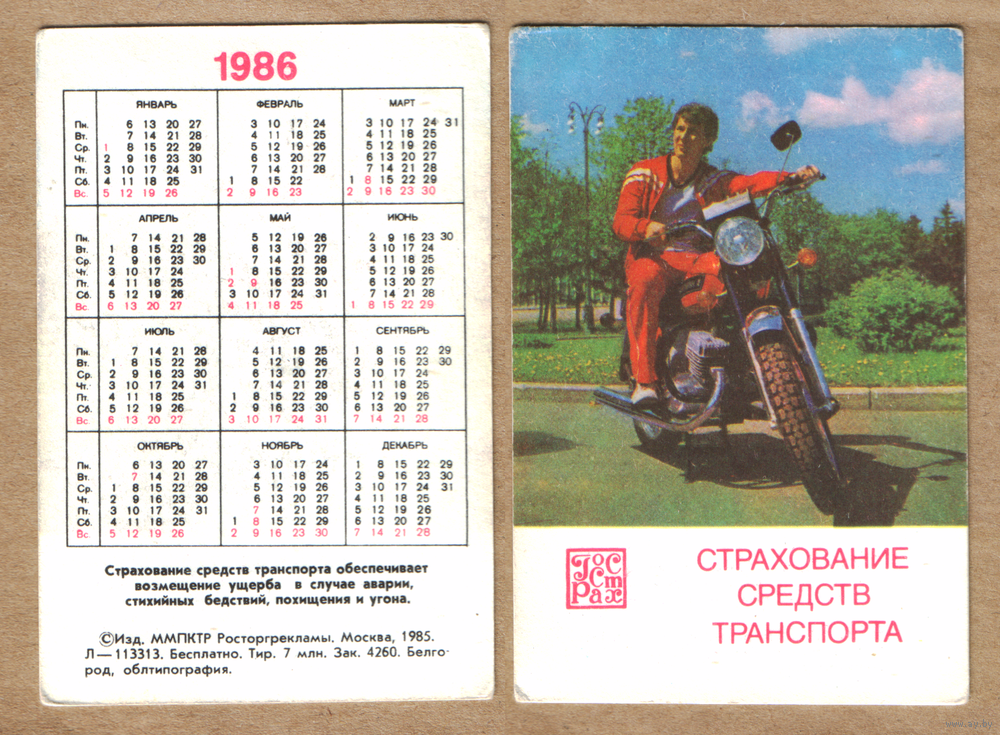 1986
ЯНВАРЬ ФЕВРАЛЬ МАРТ
Пн. 6 13 20 27 3 10 17 24 3 10 17 24 31
Вт. 7 14 21 28 4 11 18 25 4 11 18 25
Ср. 1 8 15 22 29 5 12 19 26 5 12 19 26
Чт. 2 9 16 23 30 6 13 20 27 6 13 20 27
Пт. 3 10 17 24 31 7 14 21 28 7 14 21 28
Сб. 4 11 18 25 1 8 15 22 1 8 15 22 29
Вс. 5 12 19 26 2 9 16 23 2 9 16 23 30
АПРЕЛЬ МАЙ ИЮНЬ
Пн. 7 14 21 28 5 12 19 26 2 9 16 23 30
Вт. 1 8 15 22 29 6 13 20 27 3 10 17 24
Ср. 2 9 16 23 30 7 14 21 28 4 11 18 25
Чт. 3 10 17 24 1 8 15 22 29 5 12 19 26
Пт. 4 11 18 25 2 9 16 23 30 6 13 20 27
Сб. 5 12 19 26 3 10 17 24 31 7 14 21 28
Вс. 6 13 20 27 4 11 18 25 1 8 15 22 29
ИЮЛЬ АВГУСТ СЕНТЯБРЬ
Пн. 7 14 21 28 4 11 18 25 1 8 15 22 29
Вт. 1 8 15 22 29 5 12 19 26 2 9 16 23 30
Ср. 2 9 16 23 30 6 13 20 27 3 10 17 24
Чт. 3 10 17 24 31 7 14 21 28 4 11 18 25
Пт. 4 11 18 25 1 8 15 22 29 5 12 19 26
Сб. 5 12 19 26 2 9 16 23 30 6 13 20 27
Вс. 6 13 20 27 3 10 17 24 31 7 14 21 28
ОКТЯБРЬ НОЯБРЬ ДЕКАБРЬ
Пн. 6 13 20 27 3 10 17 24 1 8 15 22 29
Вт. 7 14 21 28 4 11 18 25 2 9 16 23 30
Ср. 1 8 15 22 29 5 12 19 26 3 10 17 24 31
Чт. 2 9 16 23 30 6 13 20 27 4 11 18 25
Пт. 3 10 17 24 31 7 14 21 28 5 12 19 26
Сб. 4 11 18 25 1 8 15 22 29 6 13 20 27
Вс. 5 12 19 26 2 9 16 23 30 7 14 21 28
Страхование средств транспорта обеспечивает
возмещение ущерба в случае аварии,
стихийных бедствий, похищения и угона.
©Изд. ММПКТР Росторгрекламы. Москва, 1985.
Л—113313. Бесплатно. Тир. 7 млн. Зак. 4260. Белго-
род, облтипография.
ГОССТРАХ
СТРАХОВАНИЕ
СРЕДСТВ
ТРАНСПОРТА